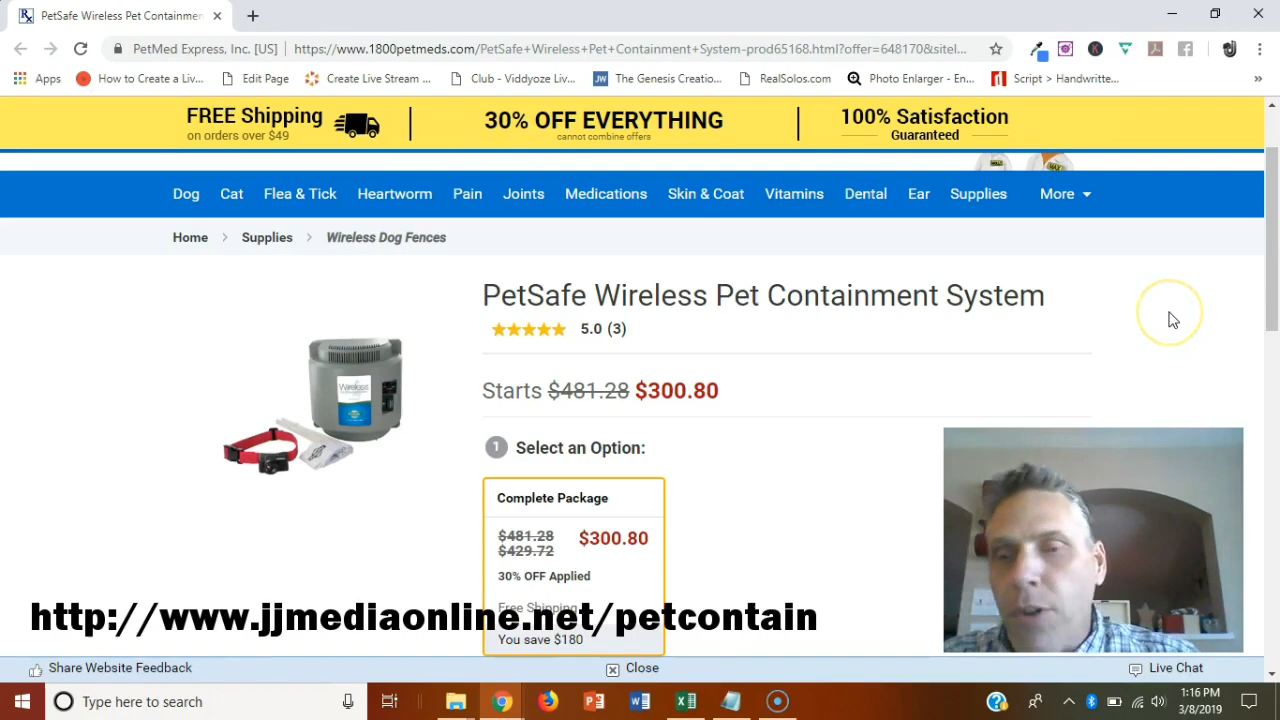 PetSafe Wireless Pet Containmen
PetMed Express, Inc. [US]
https://www.1800petmeds.com/PetSafe+Wireless+Pet+Containment+System-prod65168.html?offer=648170&sitel...
Apps
How to Create a Liv...
Edit Page
Create Live Stream ...
Club - Viddyoze Liv...
JW
The Genesis Creatio...
RealSolos.com
Photo Enlarger - En...
Script > Handwritte...
FREE Shipping
on orders over $49
30% OFF EVERYTHING
cannot combine offers
100% Satisfaction
Guaranteed
Dog Cat Flea & Tick Heartworm Pain Joints Medications Skin & Coat Vitamins Dental Ear Supplies More
Home > Supplies > Wireless Dog Fences
PetSafe Wireless Pet Containment System
5.0 (3)
Wireless
Starts $481.28 $300.80
1 Select an Option:
Complete Package
$481.28
$429.72
$300.80
30% OFF Applied
Free Shipping
http://www.jjmediaonline.net/petcontain
You save $180
Share Website Feedback
Close
Live Chat
Type here to search
1:16 PM
3/8/2019